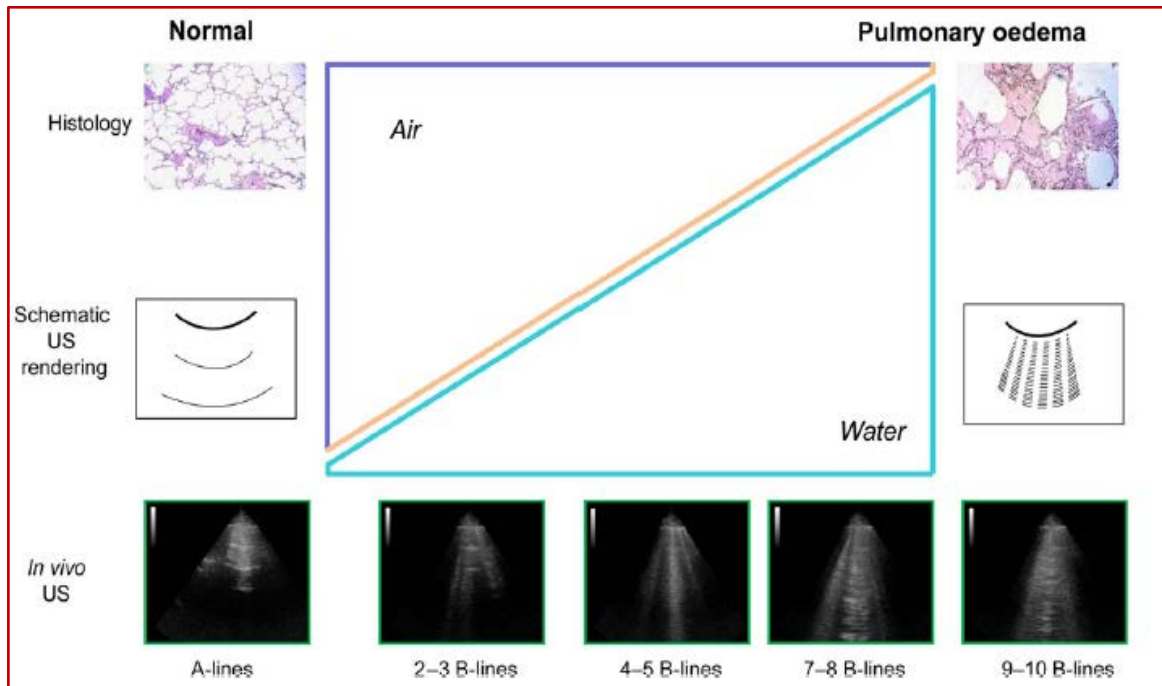 Normal
Pulmonary oedema
Histology
Air
Schematic
US
rendering
Water
In vivo
US
A-lines
2–3 B-lines
4–5 B-lines
7–8 B-lines
9–10 B-lines